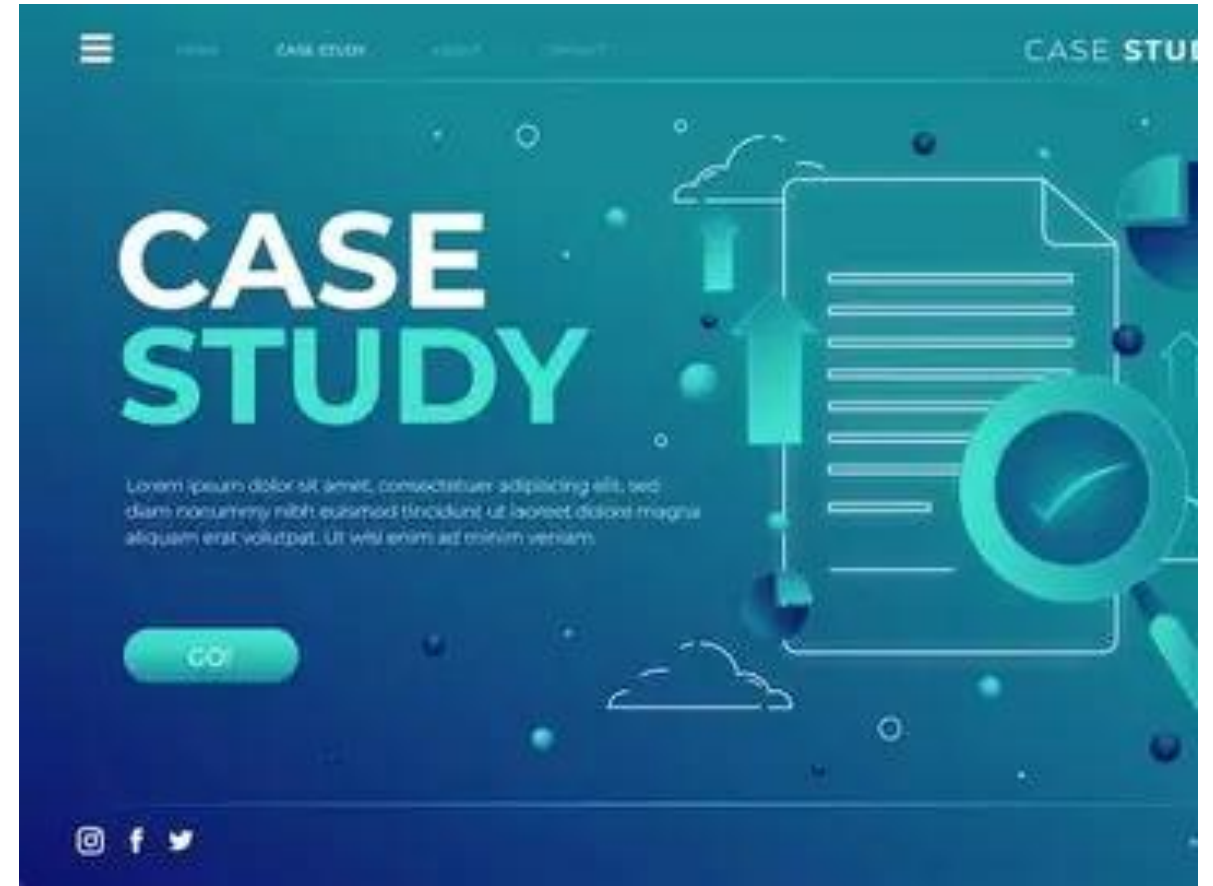 CASE STUDY
CASE
CASE
STUDY
Lorem ipsum dolor sit amet, consectetuer adipiscing elit, sed
diam nonummy nibh euismod tincidunt ut laoreet dolore magna
aliquam erat volutpat. Ut wisi enim ad minim veniam,
GO!